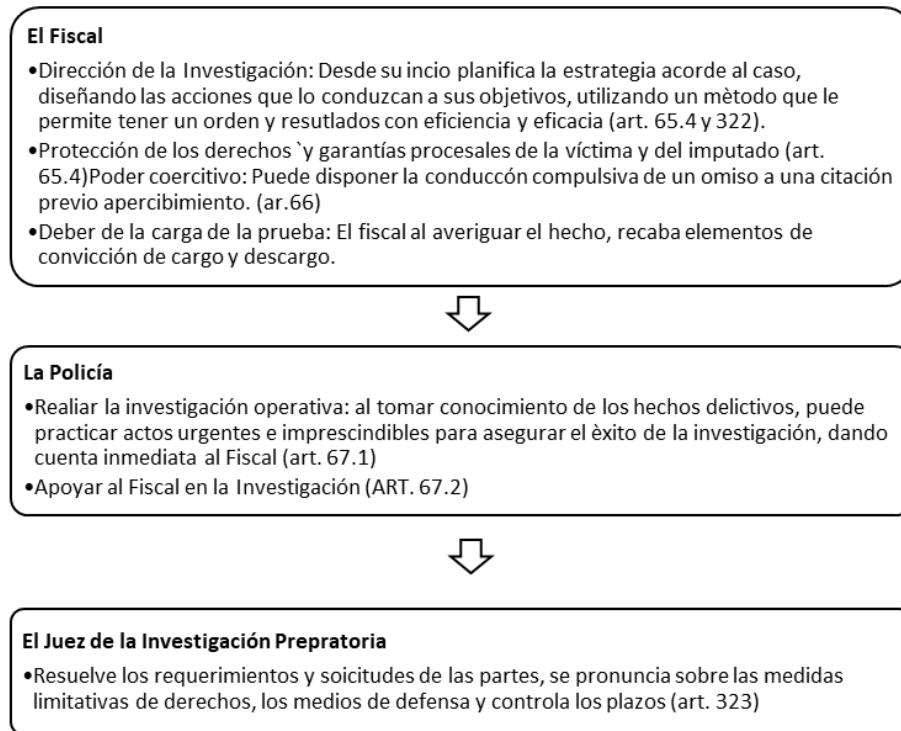 El Fiscal
•Dirección de la Investigación: Desde su incio planifica la estrategia acorde al caso,
diseñando las acciones que lo conduzcan a sus objetivos, utilizando un mètodo que le
permite tener un orden y resutlados con eficiencia y eficacia (art. 65.4 y 322).
•Protección de los derechos `y garantías procesales de la víctima y del imputado (art.
65.4)Poder coercitivo: Puede disponer la conduccón compulsiva de un omiso a una citación
previo apercibimiento. (ar.66)
•Deber de la carga de la prueba: El fiscal al averiguar el hecho, recaba elementos de
convicción de cargo y descargo.
La Policía
•Realiar la investigación operativa: al tomar conocimiento de los hechos delictivos, puede
practicar actos urgentes e imprescindibles para asegurar el èxito de la investigación, dando
cuenta inmediata al Fiscal (art. 67.1)
•Apoyar al Fiscal en la Investigación (ART. 67.2)
El Juez de la Investigación Prepratoria
•Resuelve los requerimientos y soicitudes de las partes, se pronuncia sobre las medidas
limitativas de derechos, los medios de defensa y controla los plazos (art. 323)